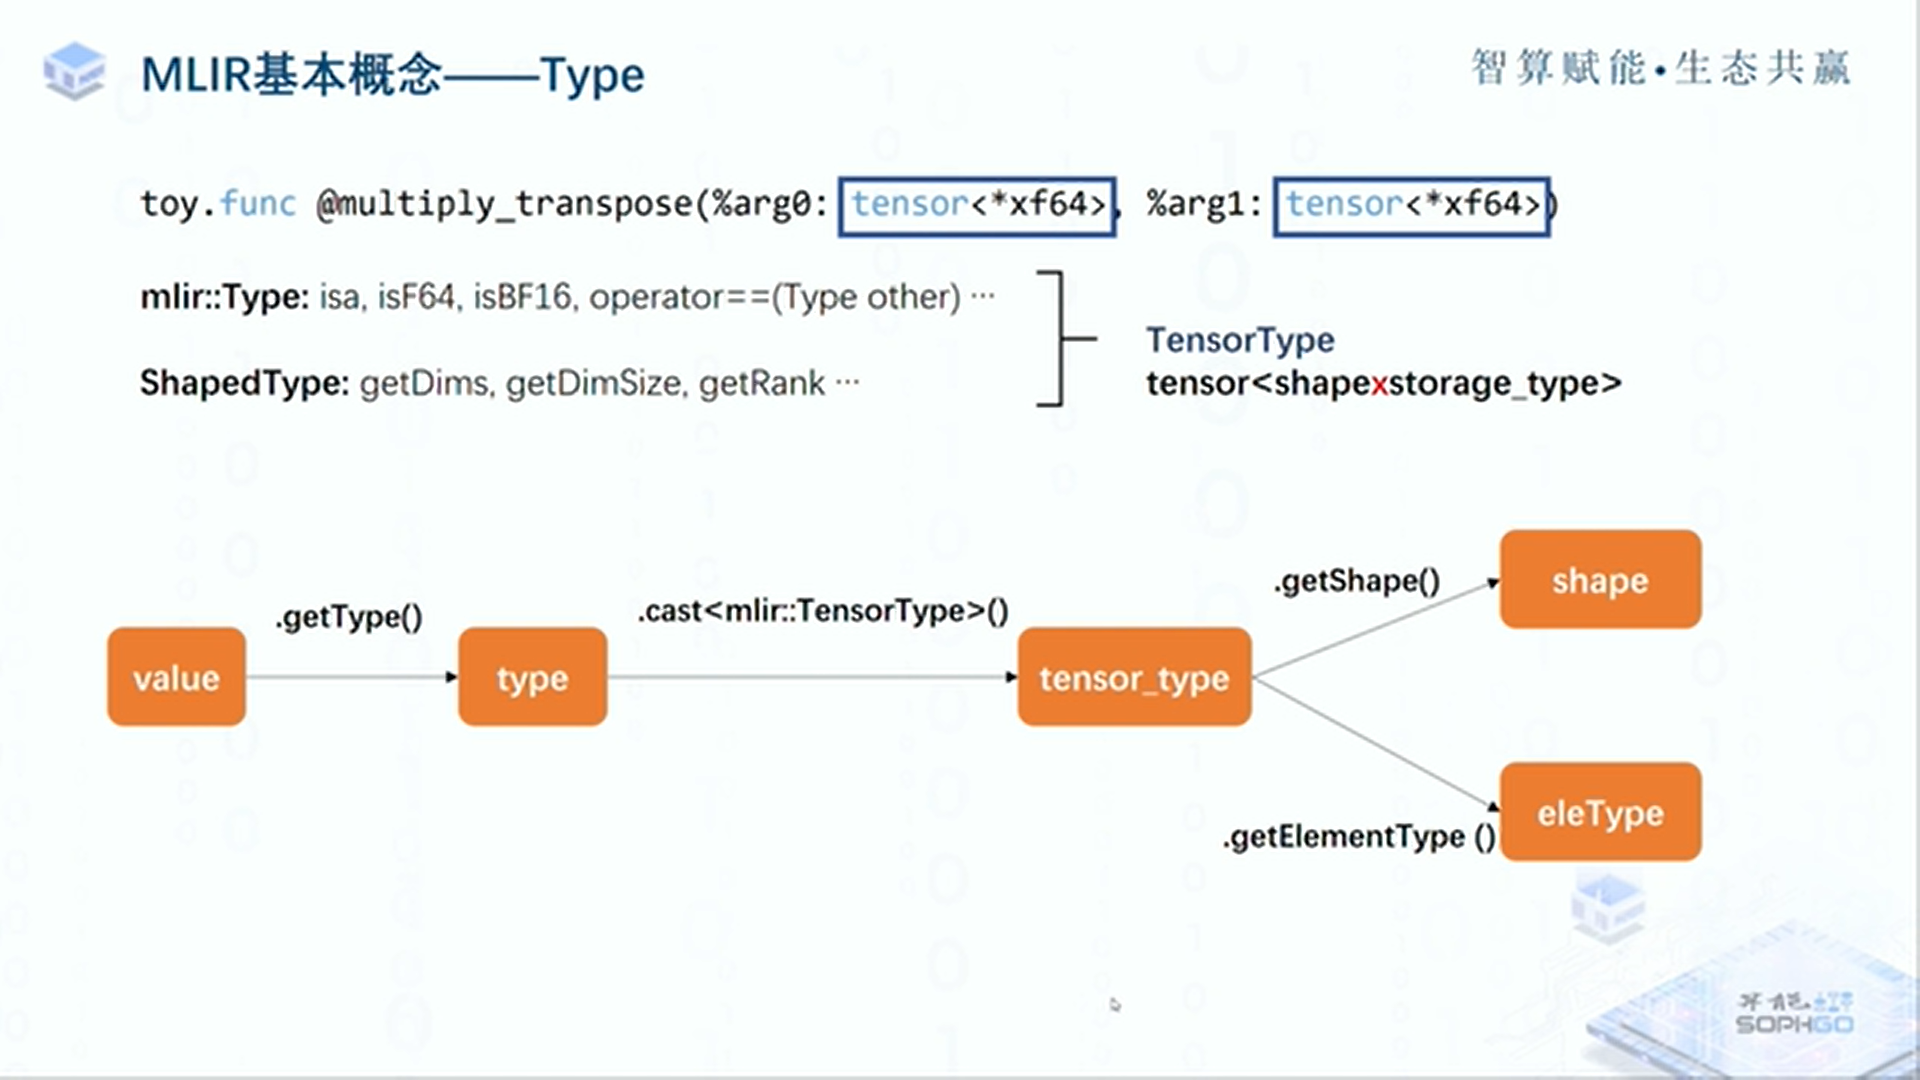 MLIR基本概念——Type
智算赋能•生态共赢
toy.func @multiply_transpose(%arg0: tensor<*xf64>, %arg1: tensor<*xf64>)
mlir::Type: isa, isF64, isBF16, operator==(Type other) ···
ShapedType: getDims, getDimSize, getRank ···
TensorType
tensor<shapexstorage_type>
value
.getType()
type
.cast<mlir::TensorType>()
tensor_type
.getShape()
shape
.getElementType ()
eleType
SOPHGO